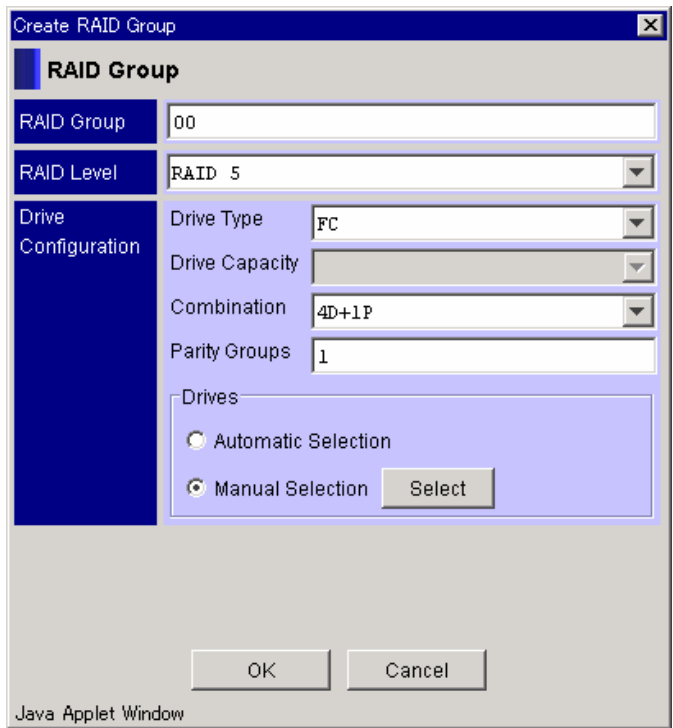 Create RAID Group
RAID Group
RAID Group 00
RAID Level RAID 5
Drive Configuration
Drive Type FC
Drive Capacity
Combination 4D+1P
Parity Groups 1
Drives
Automatic Selection
Manual Selection Select
OK Cancel
Java Applet Window